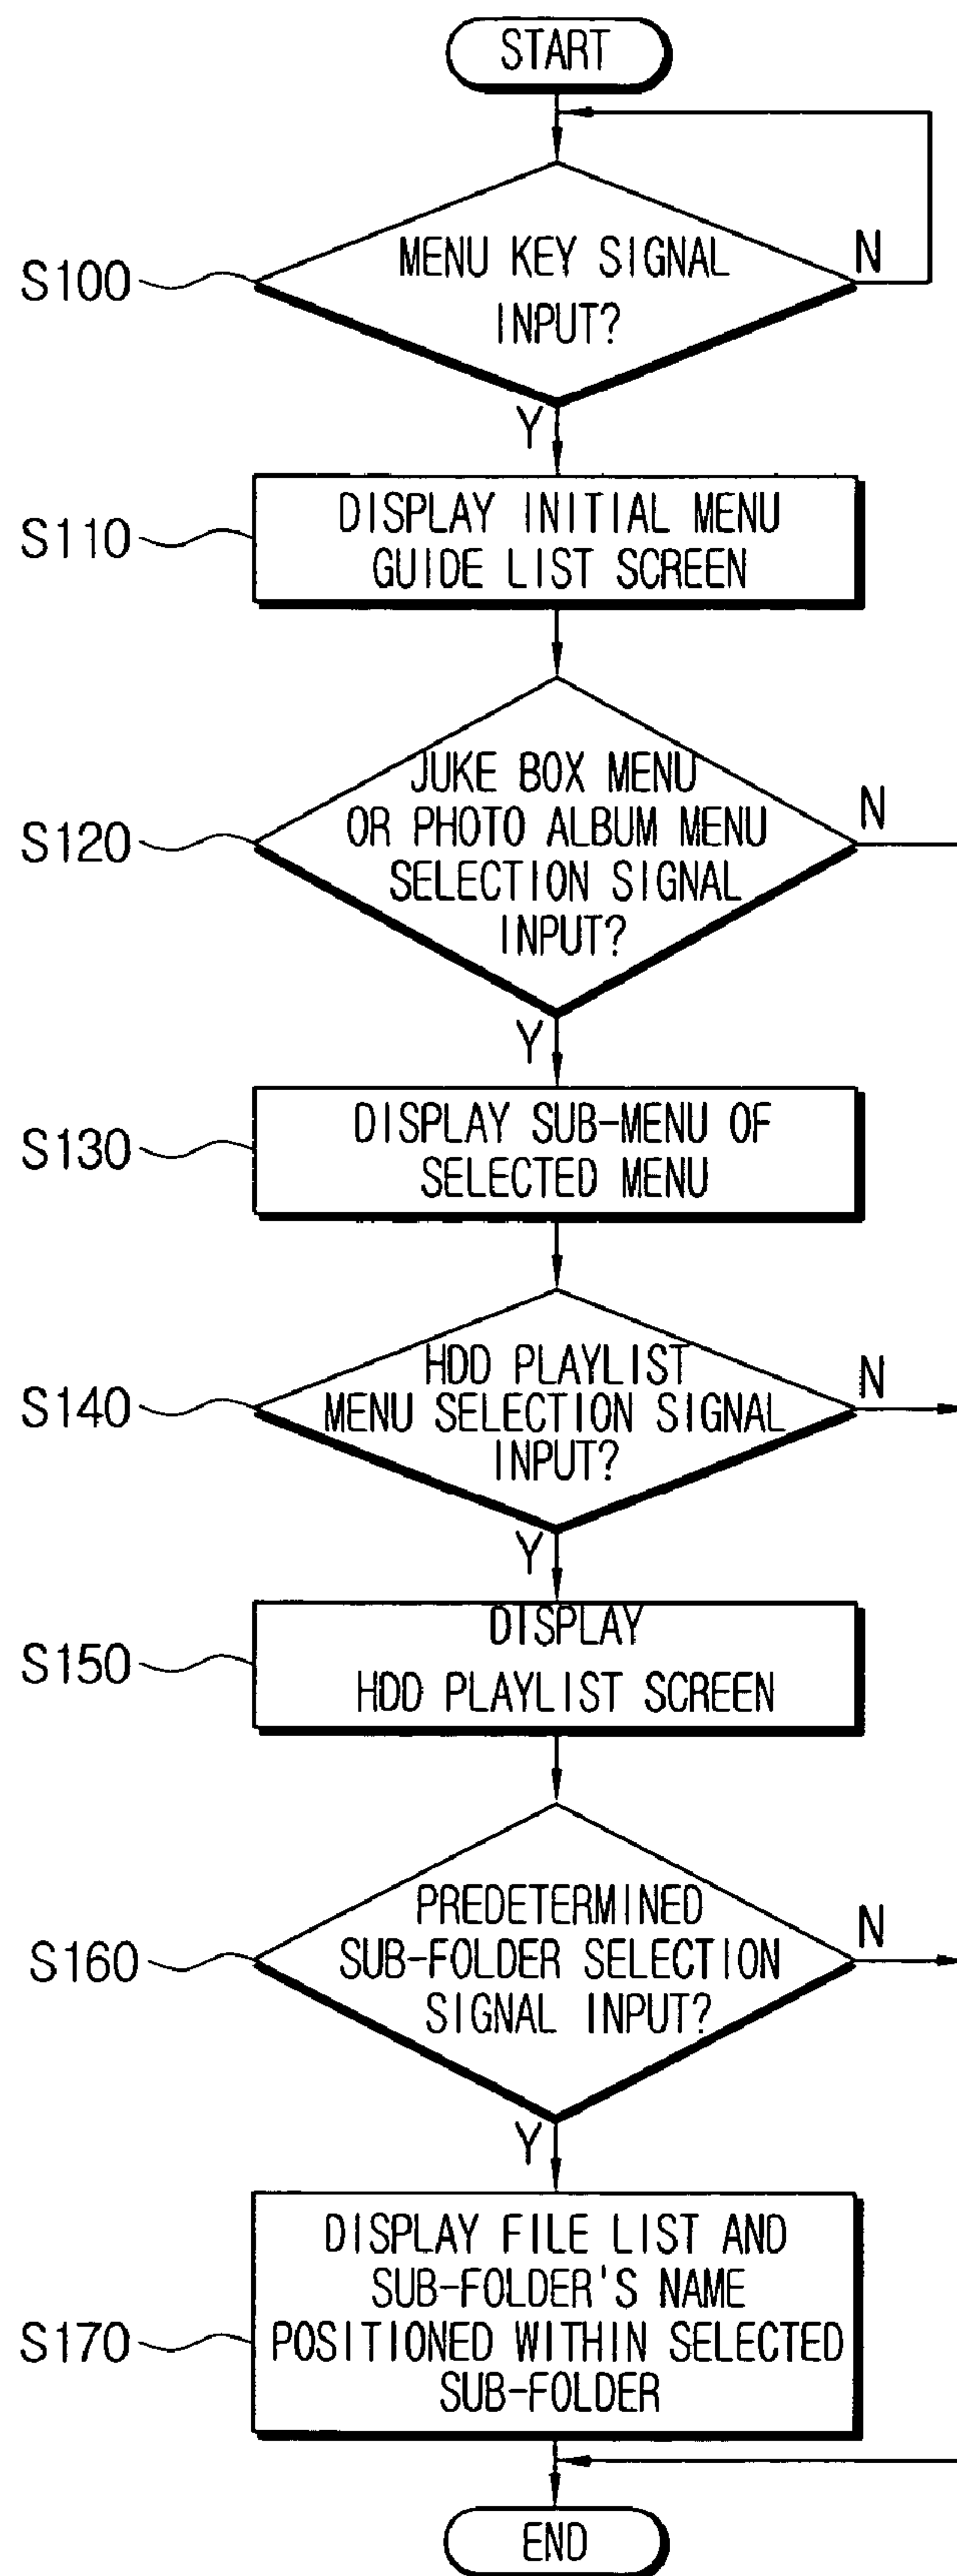 START
S100
MENU KEY SIGNAL
INPUT?
N
Y
S110
DISPLAY INITIAL MENU
GUIDE LIST SCREEN
S120
JUKE BOX MENU
OR PHOTO ALBUM MENU
SELECTION SIGNAL
INPUT?
N
Y
S130
DISPLAY SUB-MENU OF
SELECTED MENU
S140
HDD PLAYLIST
MENU SELECTION SIGNAL
INPUT?
N
Y
S150
DISPLAY
HDD PLAYLIST SCREEN
S160
PREDETERMINED
SUB-FOLDER SELECTION
SIGNAL INPUT?
N
Y
S170
DISPLAY FILE LIST AND
SUB-FOLDER'S NAME
POSITIONED WITHIN SELECTED
SUB-FOLDER
END